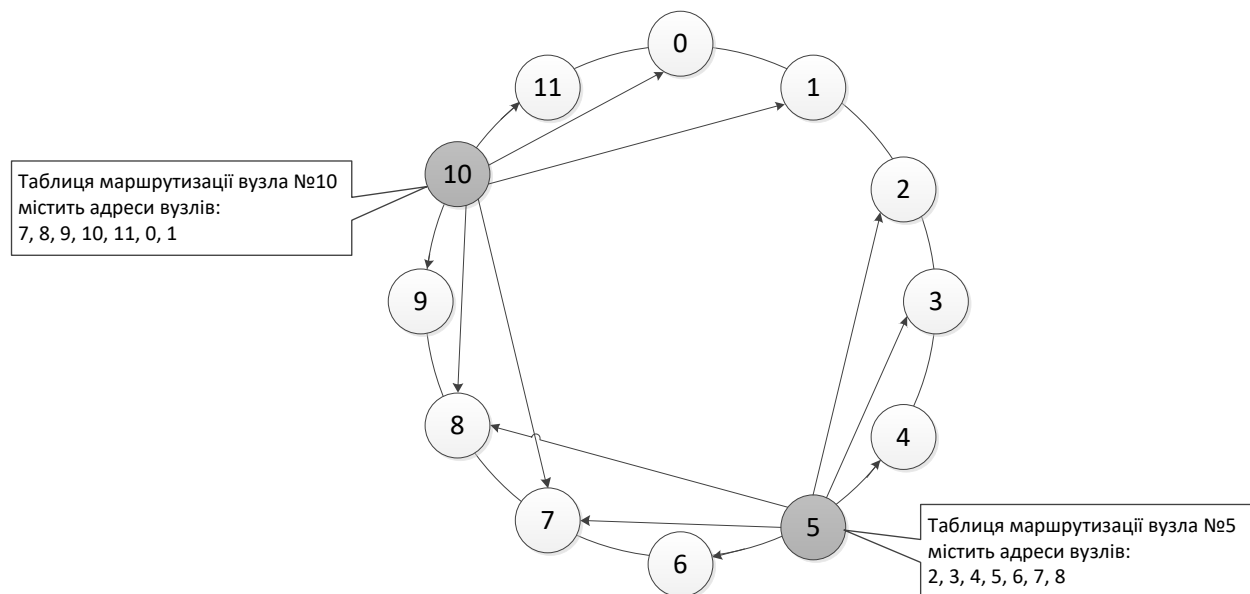 0
11
1
10
2
Таблиця маршрутизації вузла №10
містить адреси вузлів:
7, 8, 9, 10, 11, 0, 1
9
3
8
4
7
5
6
Таблиця маршрутизації вузла №5
містить адреси вузлів:
2, 3, 4, 5, 6, 7, 8